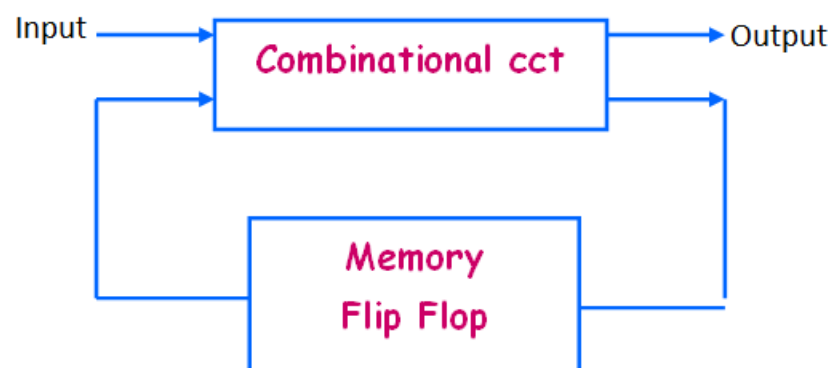 Input
Combinational cct
Output
Memory
Flip Flop